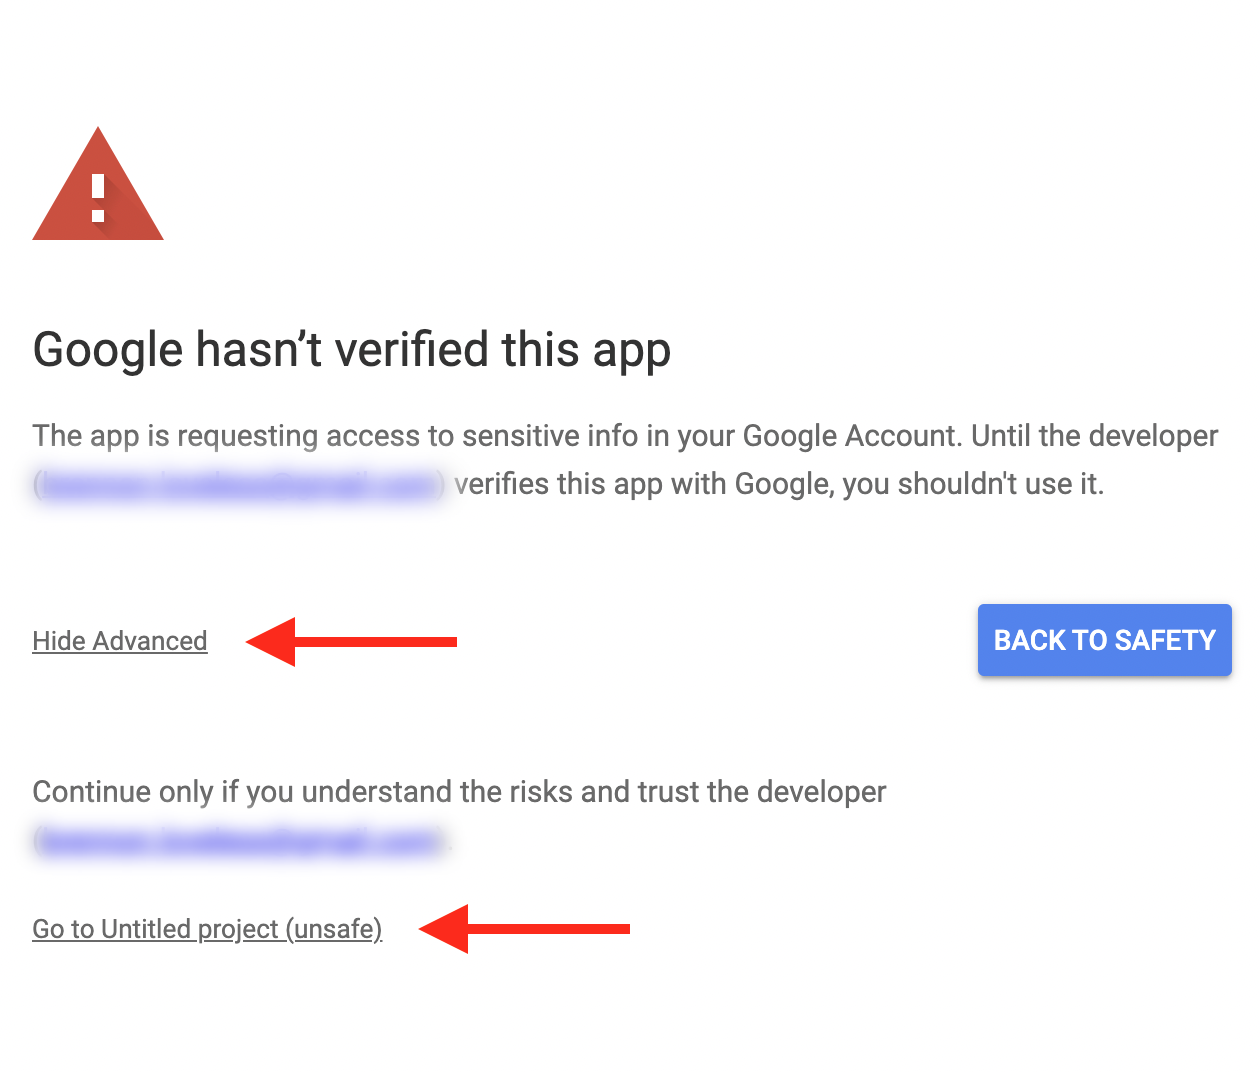 Google hasn’t verified this app
The app is requesting access to sensitive info in your Google Account. Until the developer
( ) verifies this app with Google, you shouldn't use it.
Hide Advanced
BACK TO SAFETY
Continue only if you understand the risks and trust the developer
Go to Untitled project (unsafe)